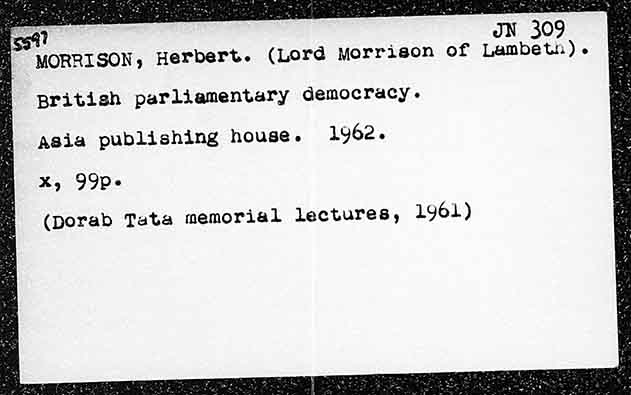 5597
JN 309
MORRISON, Herbert. (Lord Morrison of Lambeth).
British parliamentary democracy.
Asia publishing house. 1962.
x, 99p.
(Dorab Tata memorial lectures, 1961)